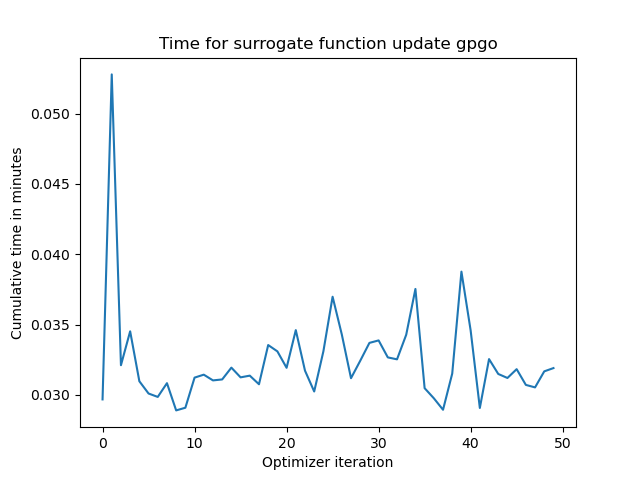 Time for surrogate function update gpgo
Cumulative time in minutes
0.050
0.045
0.040
0.035
0.030
0 10 20 30 40 50
Optimizer iteration